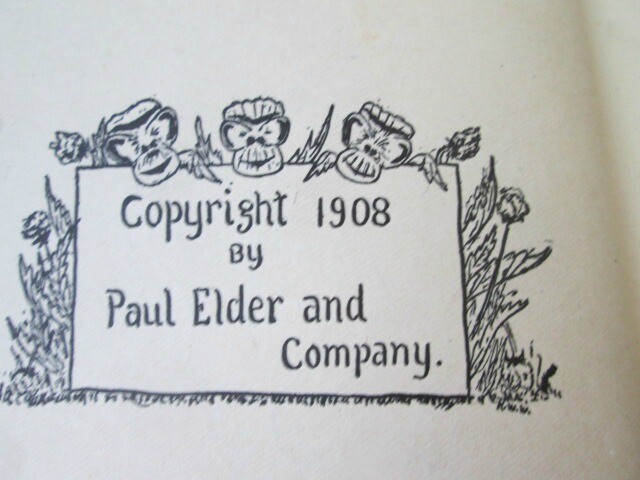 Copyright 1908
By
Paul Elder and
Company.
R.W.W.